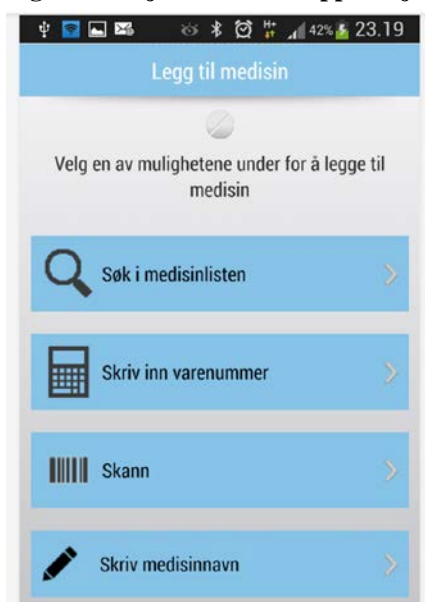 H+
42% 23.19
Legg til medisin
Velg en av mulighetene under for å legge til
medisin
Søk i medisinlisten
Skriv inn varenummer
Skann
Skriv medisinnavn